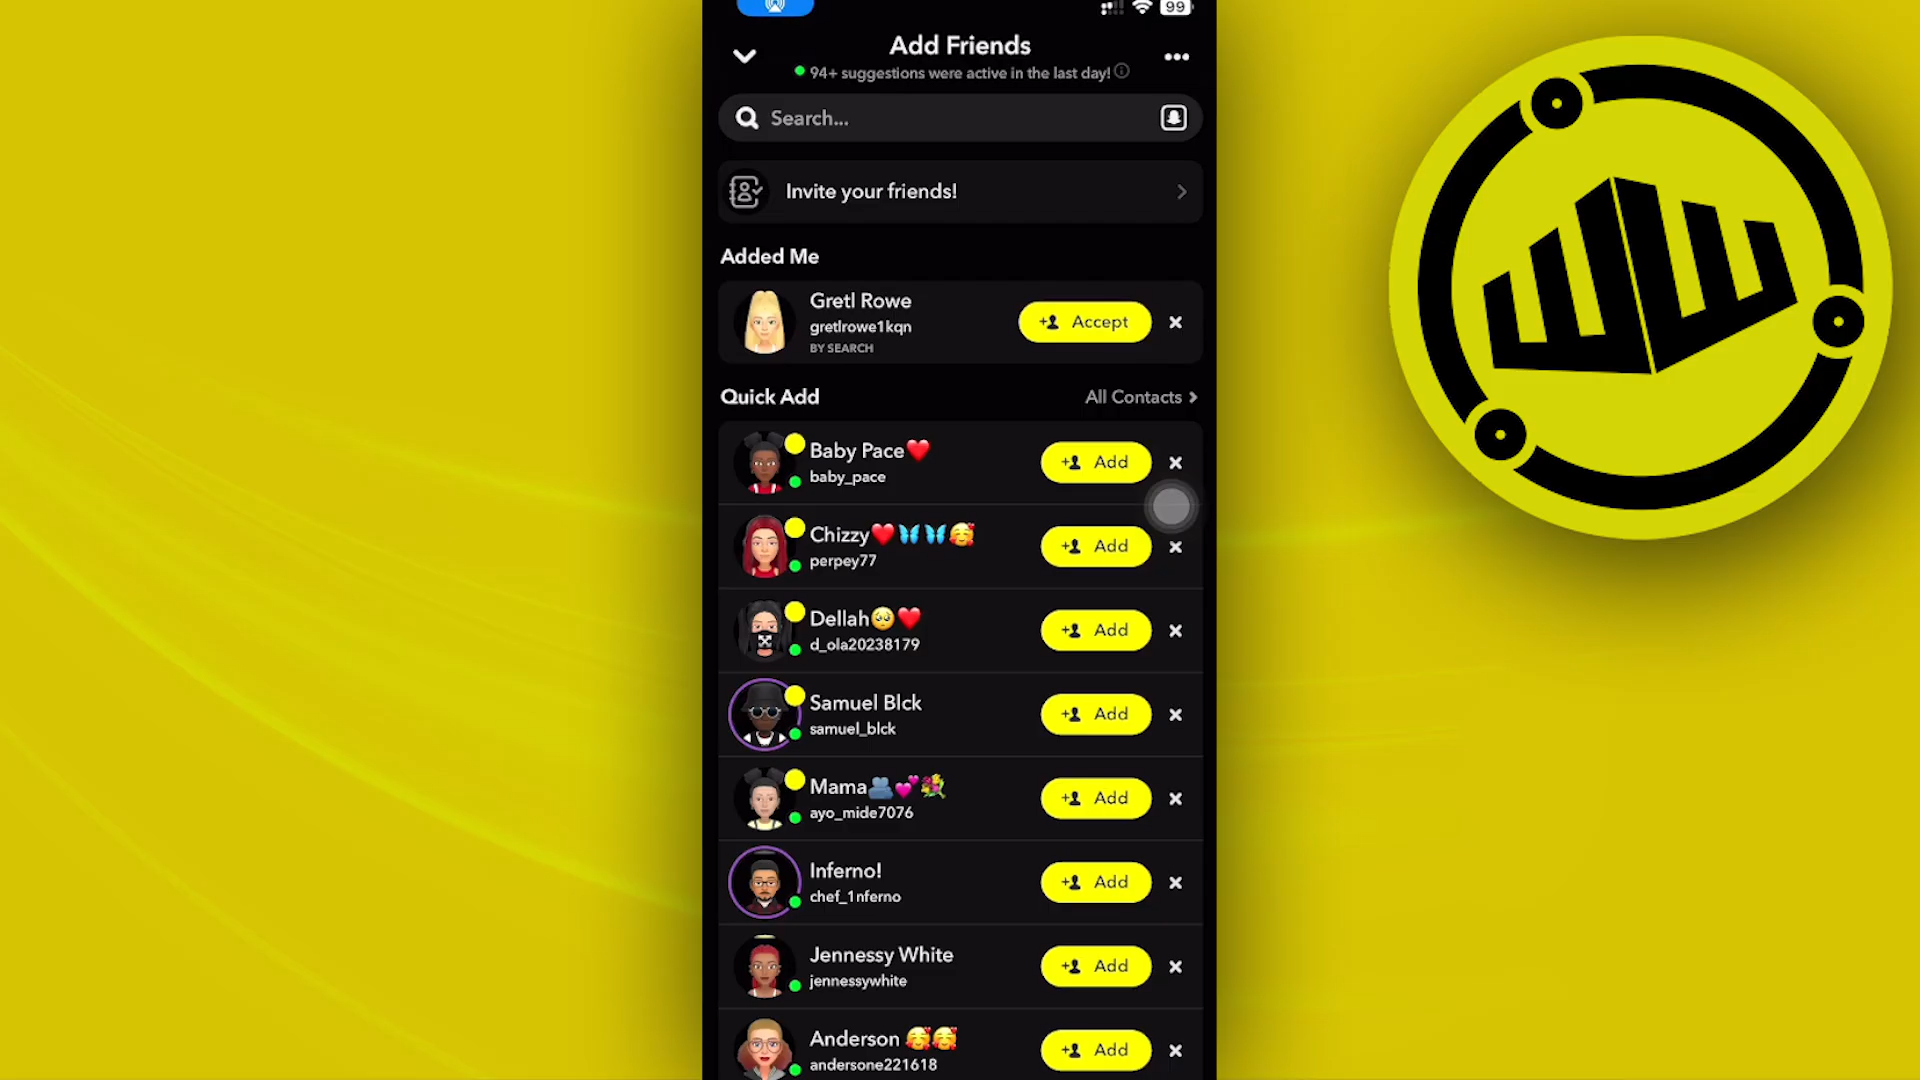 99
Add Friends
94+ suggestions were active in the last day!
Search...
Invite your friends!
Added Me
Gretl Rowe
gretlrowe1kqn
BY SEARCH
Accept
Quick Add
All Contacts
Baby Pace❤️
baby_pace
Add
Chizzy❤️🦋🦋🥰
perpey77
Add
Dellah🥺❤️
d_ola20238179
Add
Samuel Blck
samuel_blck
Add
Mama🫂💕💐
ayo_mide7076
Add
Inferno!
chef_1nferno
Add
Jennessy White
jennessywhite
Add
Anderson 🥰🥰
andersone221618
Add